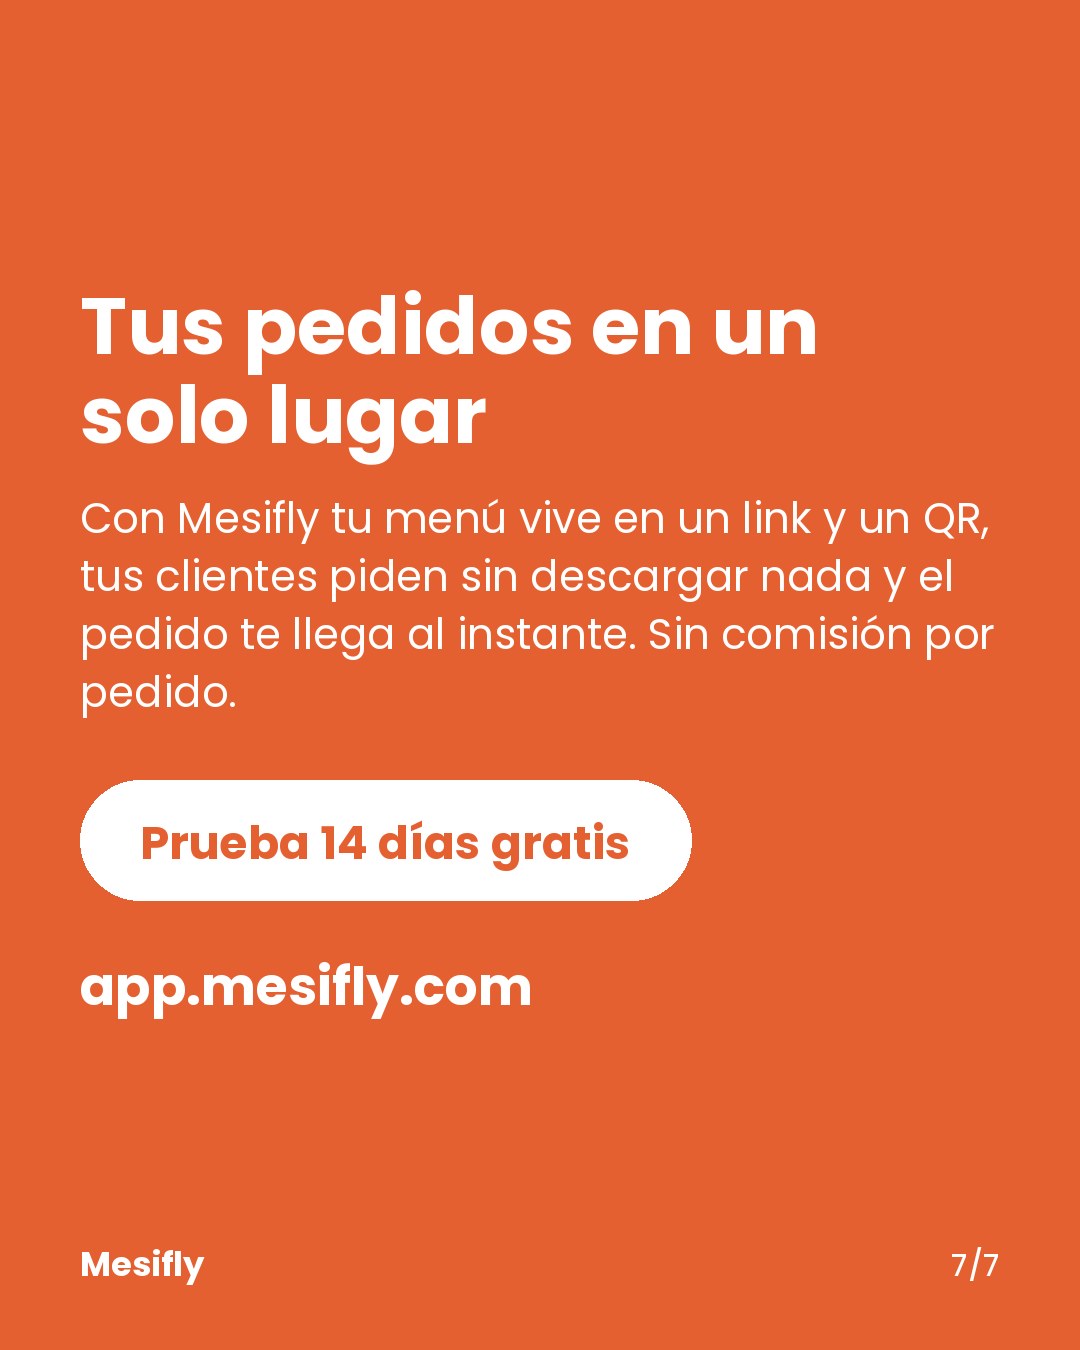 Tus pedidos en un
solo lugar
Con Mesifly tu menú vive en un link y un QR,
tus clientes piden sin descargar nada y el
pedido te llega al instante. Sin comisión por
pedido.
Prueba 14 días gratis
app.mesifly.com
Mesifly
7/7